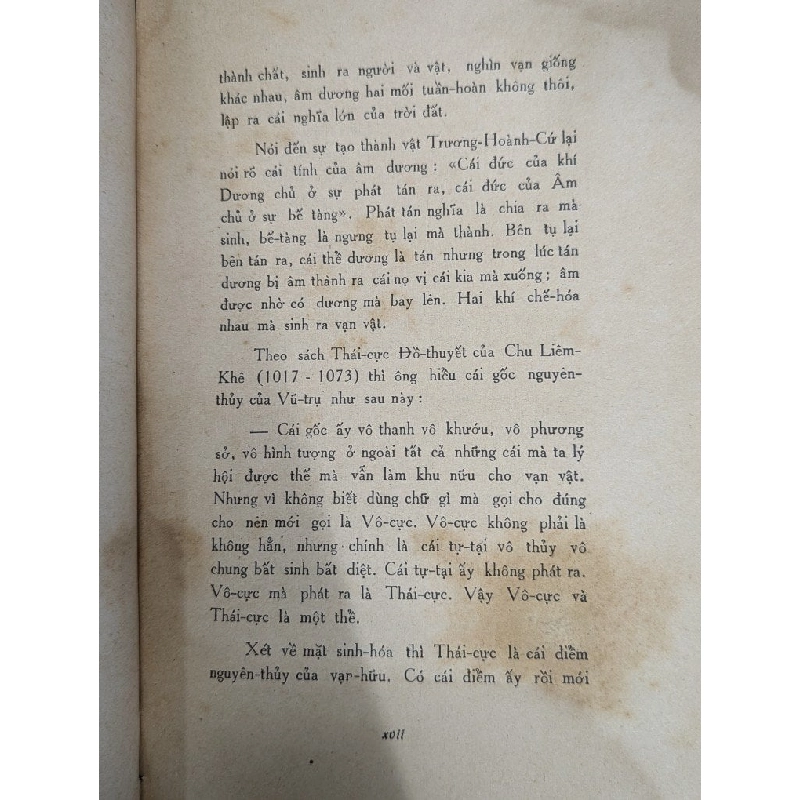 thành chất, sinh ra người và vật, nghìn vạn giống
khác nhau, âm dương hai mối tuần-hoàn không thôi,
lập ra cái nghĩa lớn của trời đất.
Nói đến sự tạo thành vật Trương-Hoành-Cừ lại
nói rõ cái tính của âm dương : «Cái đức của khí
Dương chủ ở sự phát tán ra, cái đức của Âm
chủ ở sự bế tàng». Phát tán nghĩa là chia ra mà
sinh, bế-tàng là ngưng tụ lại mà thành. Bên tụ lại
bên tán ra, cái thể dương là tán nhưng trong lúc tán
dương bị âm thành ra cái nọ vị cái kia mà xuống ; âm
được nhờ có dương mà bay lên. Hai khí chế-hóa
nhau mà sinh ra vạn vật.
Theo sách Thái-cực Đồ-thuyết của Chu Liêm-
Khê (1017 - 1073) thì ông hiểu cái gốc nguyên-
thủy của Vũ-trụ như sau này :
— Cái gốc ấy vô thanh vô khướu, vô phương
sở, vô hình tượng ở ngoài tất cả những cái mà ta lý
hội được thế mà vẫn làm khu nữu cho vạn vật.
Nhưng vì không biết dùng chữ gì mà gọi cho đúng
cho nên mới gọi là Vô-cực. Vô-cực không phải là
không hẳn, nhưng chính là cái tự-tại vô thủy vô
chung bất sinh bất diệt. Cái tự-tại ấy không phát ra.
Vô-cực mà phát ra là Thái-cực. Vậy Vô-cực và
Thái-cực là một thể.
Xét về mặt sinh-hóa thì Thái-cực là cái điểm
nguyên-thủy của vạn-hữu. Có cái điểm ấy rồi mới
xvII